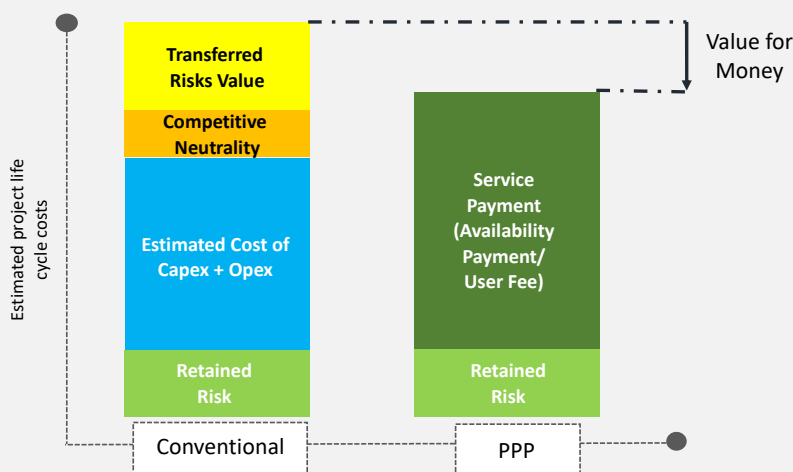 Value for
Money
Transferred
Risks Value
Competitive
Neutrality
Estimated Cost of
Capex + Opex
Retained
Risk
Service
Payment
(Availability
Payment/
User Fee)
Retained
Risk
Estimated project life
cycle costs
Conventional
PPP